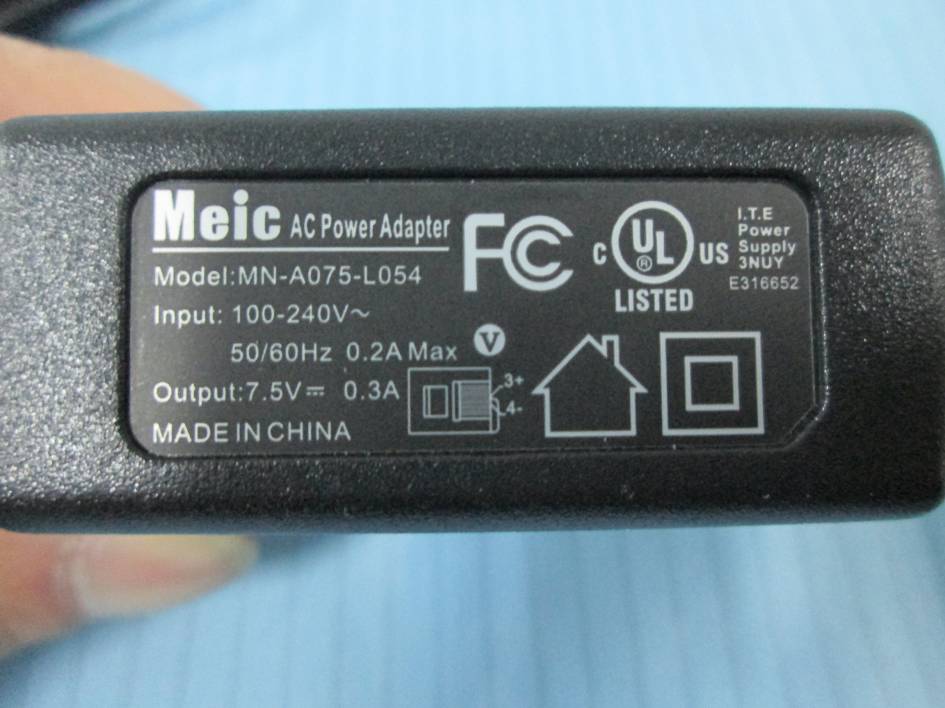 Meic AC Power Adapter
Model:MN-A075-L054
Input: 100-240V~
50/60Hz 0.2A Max
Output:7.5V⎓ 0.3A
MADE IN CHINA
FC
V
3+
4-
C UL ® US
LISTED
I.T.E
Power
Supply
3NUY
E316652